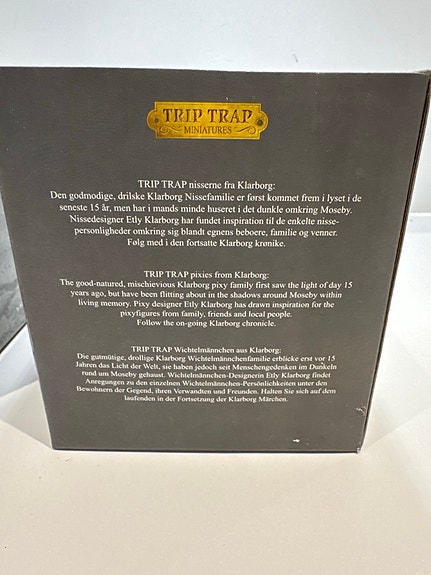 TRIP TRAP
MINIATURES
TRIP TRAP nisserne fra Klarborg:
Den godmodige, drilske Klarborg Nissefamilie er først kommet frem i lyset i de
seneste 15 år, men har i mands minde huseret i det dunkle omkring Moseby.
Nissedesigner Etly Klarborg har fundet inspiration til de enkelte nisse-
personligheder omkring sig blandt egnens beboere, familie og venner.
Følg med i den fortsatte Klarborg krønike.
TRIP TRAP pixies from Klarborg:
The good-natured, mischievious Klarborg pixy family first saw the light of day 15
years ago, but have been flitting about in the shadows around Moseby within
living memory. Pixy designer Etly Klarborg has drawn inspiration for the
pixyfigures from family, friends and local people.
Follow the on-going Klarborg chronicle.
TRIP TRAP Wichtelmännchen aus Klarborg:
Die gutmütige, drollige Klarborg Wichtelmännchenfamilie erblicke erst vor 15
Jahren das Licht der Welt, sie haben jedoch seit Menschengedenken im Dunkeln
rund um Moseby gehaust. Wichtelmännchen-Designerin Etly Klarborg findet
Anregungen zu den einzelnen Wichtelmännchen-Persönlichkeiten unter den
Bewohnern der Gegend, ihren Verwandten und Freunden. Halten Sie sich auf dem
laufenden in der Fortsetzung der Klarborg Märchen.